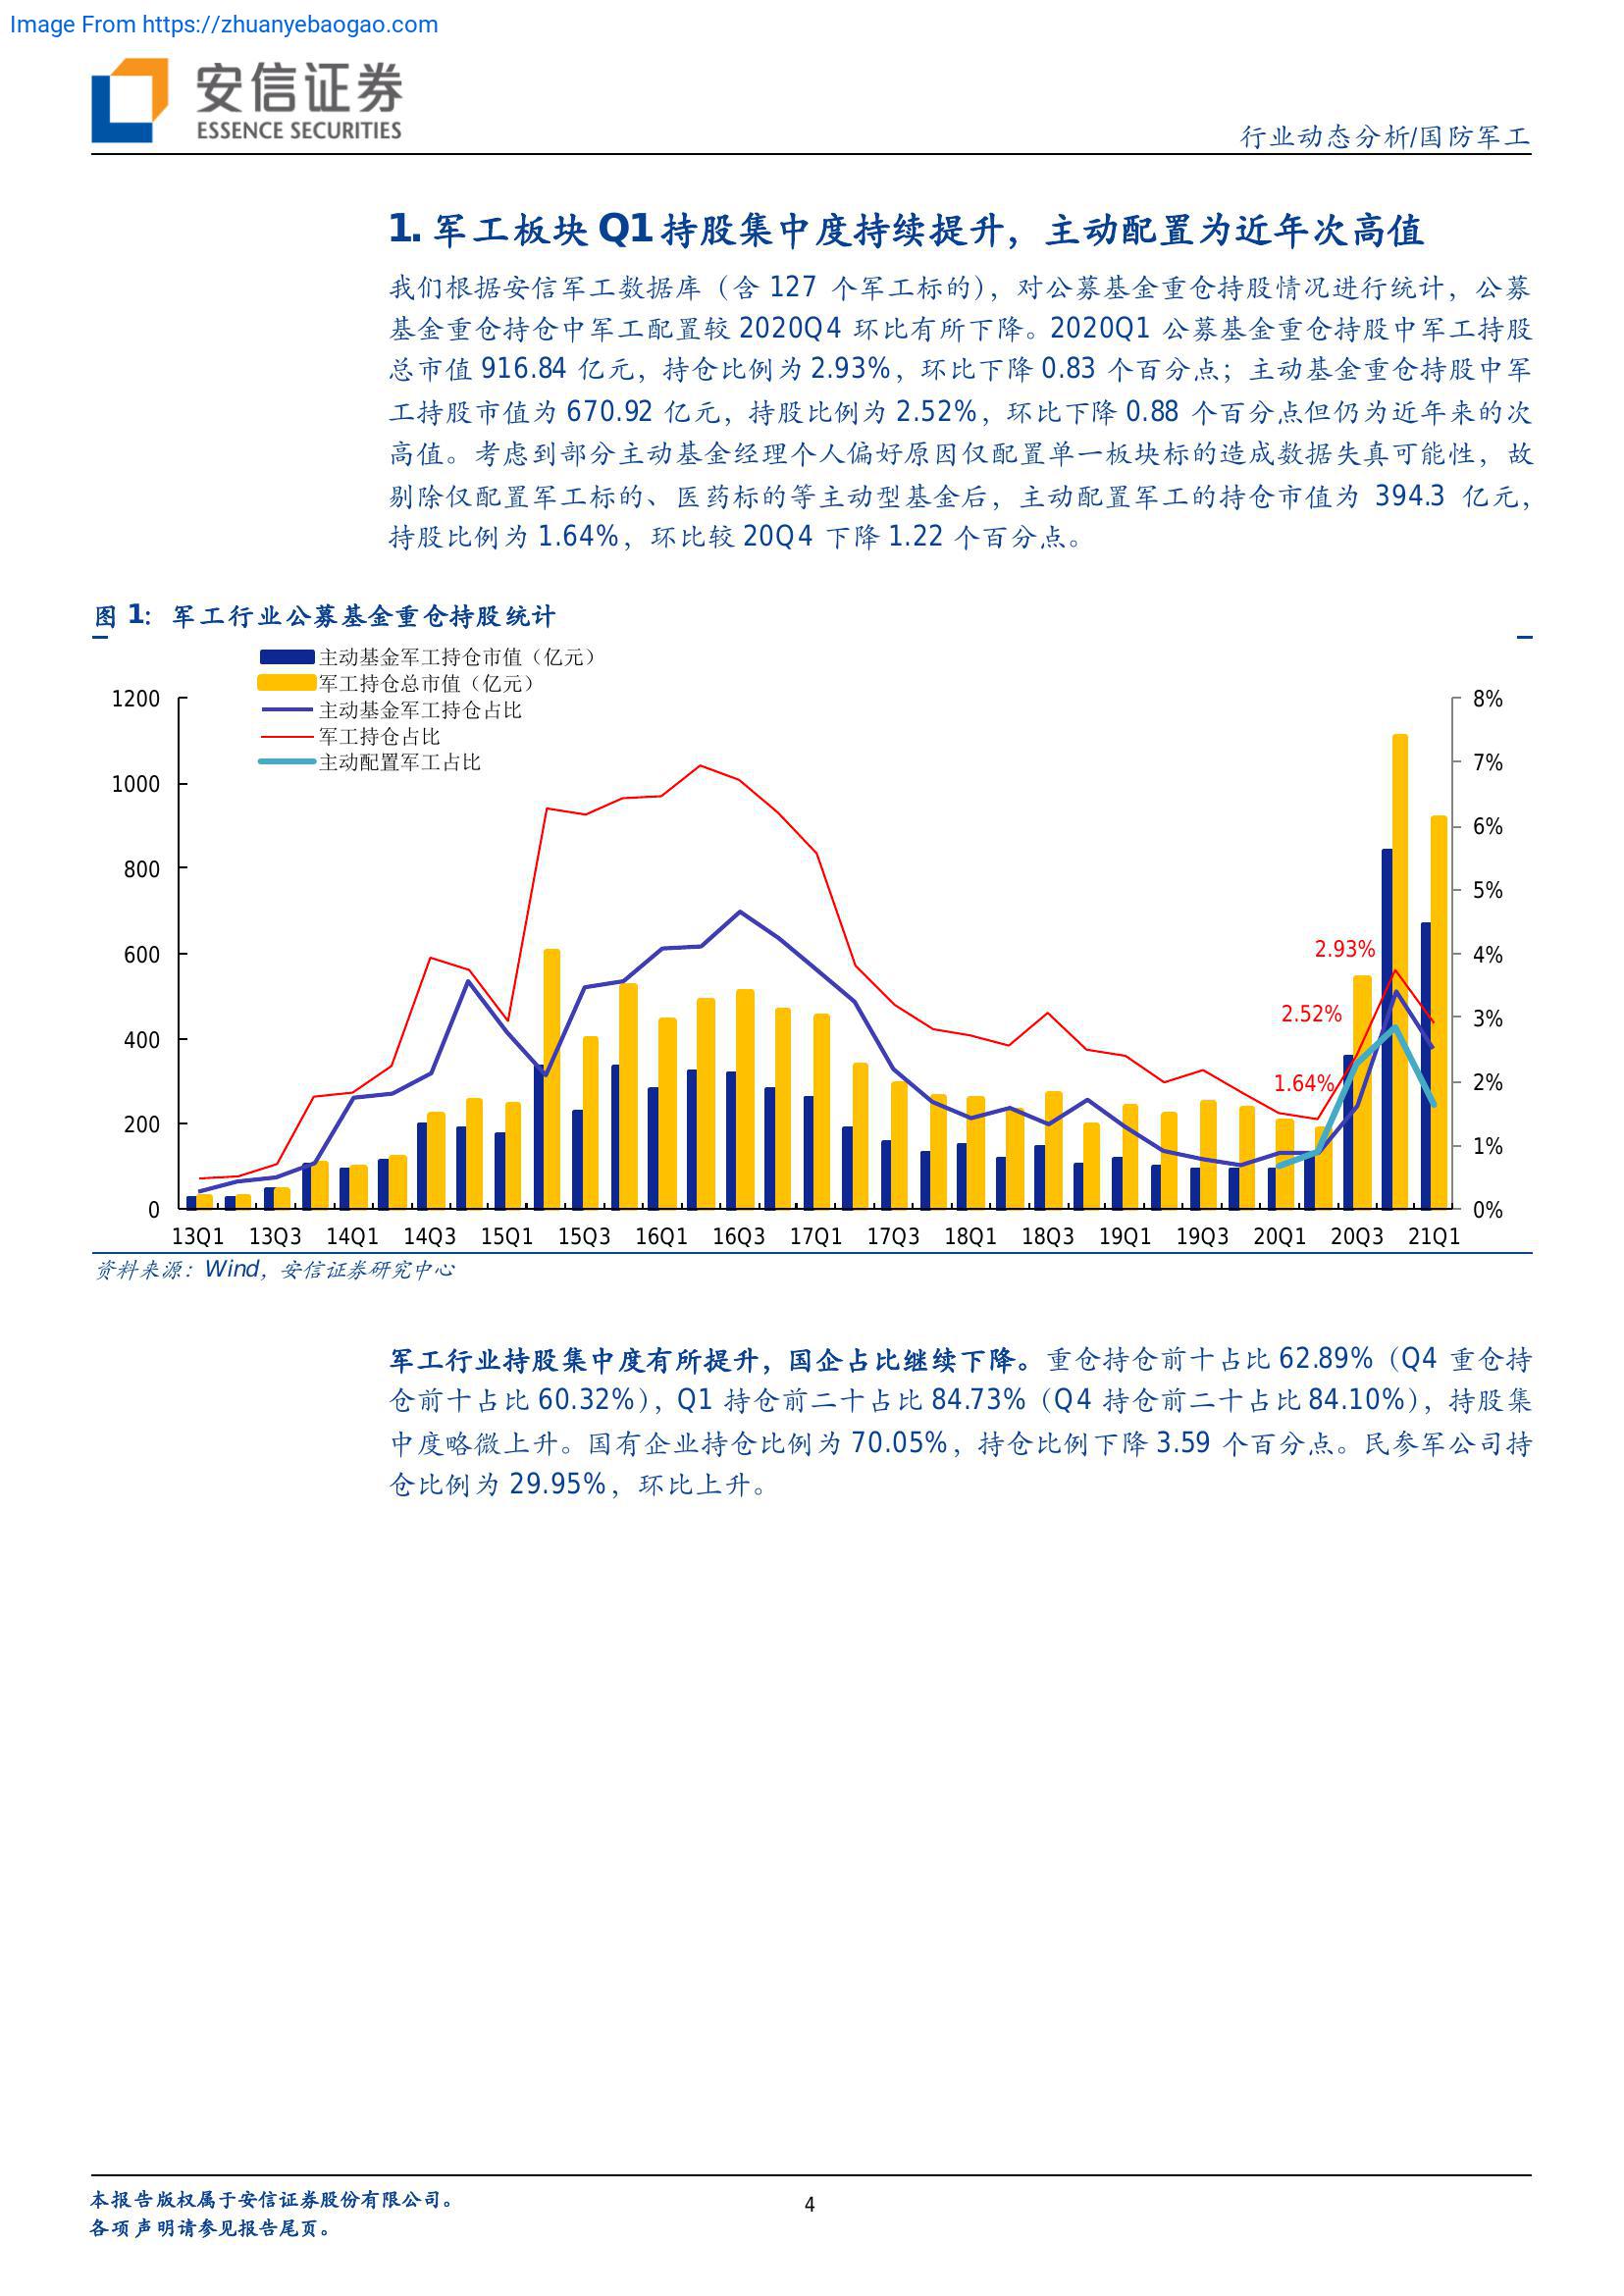 Image From https://zhuanyebaogao.com
安信证券
ESSENCE SECURITIES
行业动态分析/国防军工
1. 军工板块 Q1 持股集中度持续提升，主动配置为近年次高值
我们根据安信军工数据库（含 127 个军工标的），对公募基金重仓持股情况进行统计，公募
基金重仓持仓中军工配置较 2020Q4 环比有所下降。2020Q1 公募基金重仓持股中军工持股
总市值 916.84 亿元，持仓比例为 2.93%，环比下降 0.83 个百分点；主动基金重仓持股中军
工持股市值为 670.92 亿元，持股比例为 2.52%，环比下降 0.88 个百分点但仍为近年来的次
高值。考虑到部分主动基金经理个人偏好原因仅配置单一板块标的造成数据失真可能性，故
剔除仅配置军工标的、医药标的等主动型基金后，主动配置军工的持仓市值为 394.3 亿元，
持股比例为 1.64%，环比较 20Q4 下降 1.22 个百分点。
图 1：军工行业公募基金重仓持股统计
主动基金军工持仓市值（亿元）
军工持仓总市值（亿元）
主动基金军工持仓占比
军工持仓占比
主动配置军工占比
1200
1000
800
600
400
200
0
8%
7%
6%
5%
4%
3%
2%
1%
0%
2.93%
2.52%
1.64%
13Q1 13Q3 14Q1 14Q3 15Q1 15Q3 16Q1 16Q3 17Q1 17Q3 18Q1 18Q3 19Q1 19Q3 20Q1 20Q3 21Q1
资料来源：Wind，安信证券研究中心
军工行业持股集中度有所提升，国企占比继续下降。重仓持仓前十占比 62.89%（Q4 重仓持
仓前十占比 60.32%），Q1 持仓前二十占比 84.73%（Q4 持仓前二十占比 84.10%），持股集
中度略微上升。国有企业持仓比例为 70.05%，持仓比例下降 3.59 个百分点。民参军公司持
仓比例为 29.95%，环比上升。
本报告版权属于安信证券股份有限公司。
各项声明请参见报告尾页。
4